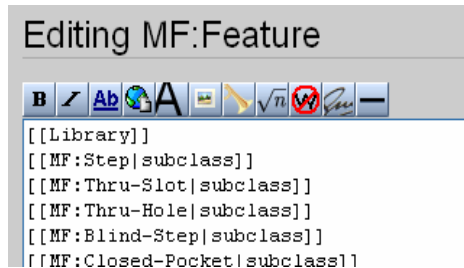 Editing MF:Feature
B I Ab A √n W
[[Library]]
[[MF:Step|subclass]]
[[MF:Thru-Slot|subclass]]
[[MF:Thru-Hole|subclass]]
[[MF:Blind-Step|subclass]]
[[MF:Closed-Pocket|subclass]]